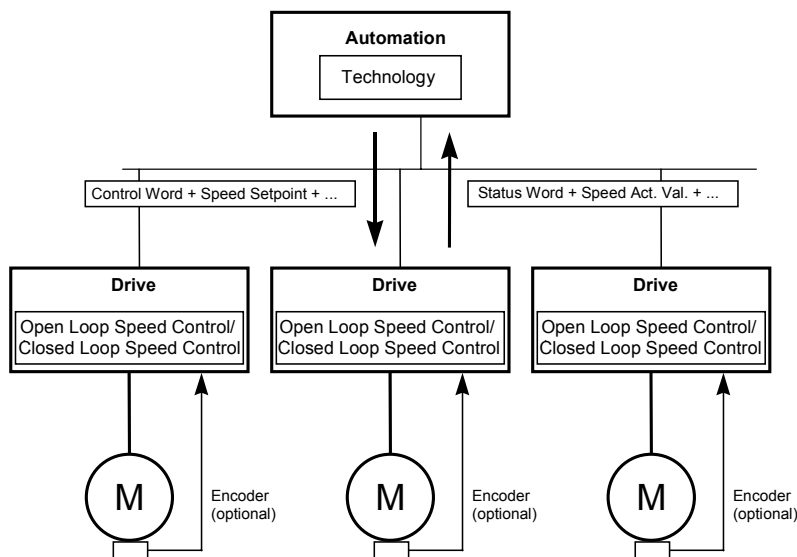 Automation
Technology
Control Word + Speed Setpoint + ...
Status Word + Speed Act. Val. + ...
Drive
Open Loop Speed Control/
Closed Loop Speed Control
Drive
Open Loop Speed Control/
Closed Loop Speed Control
Drive
Open Loop Speed Control/
Closed Loop Speed Control
M
Encoder
(optional)
M
Encoder
(optional)
M
Encoder
(optional)